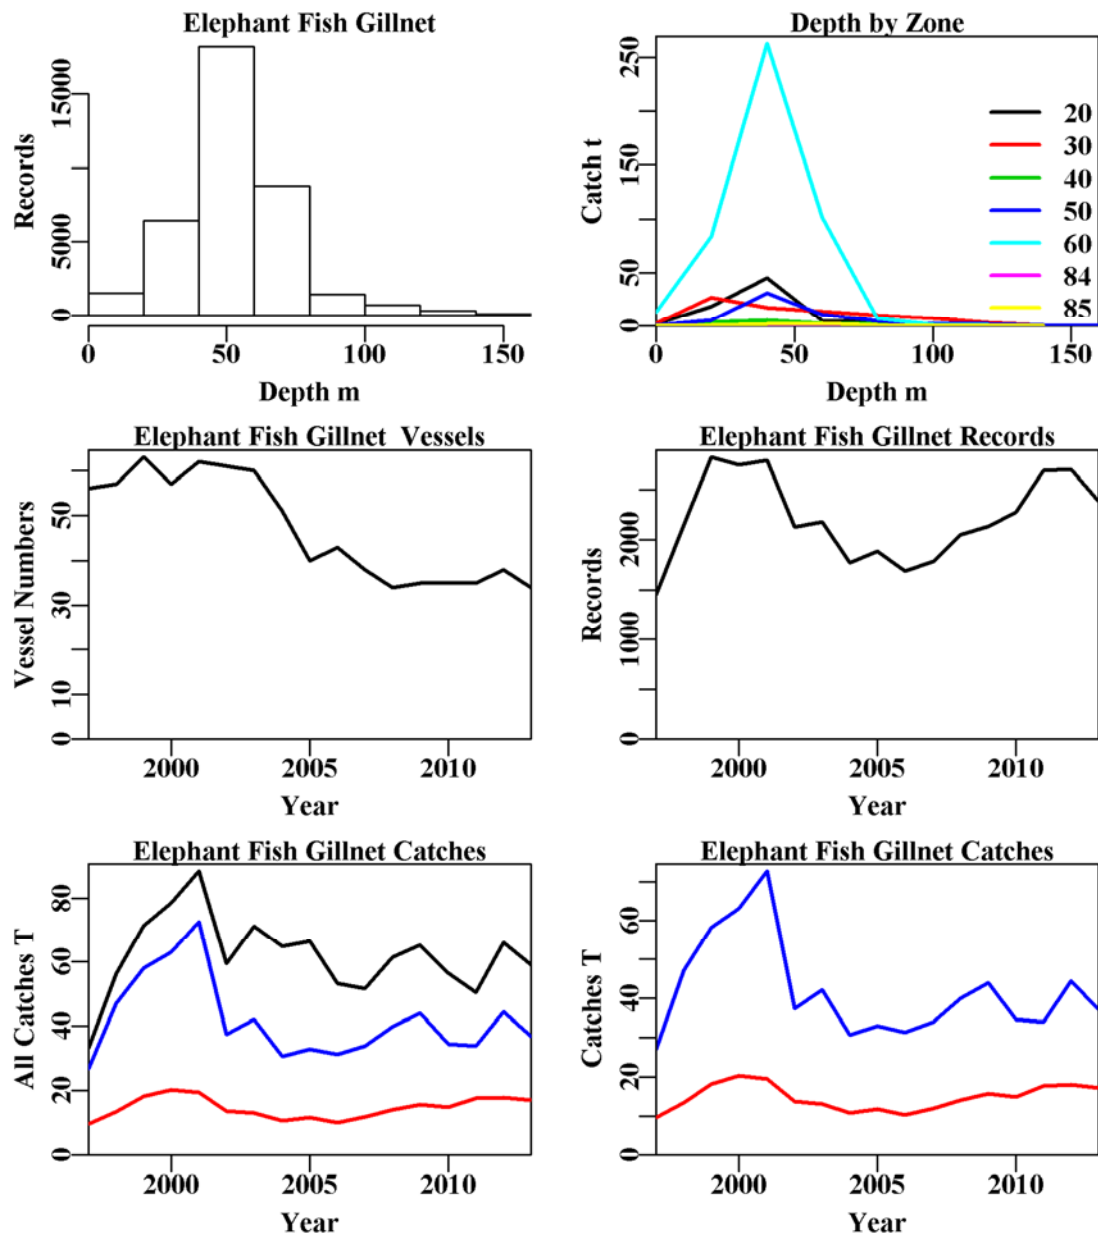 Elephant Fish Gillnet
Records
0 5000 15000
0 50 100 150
Depth m
Depth by Zone
Catch t
0 50 150 250
20
30
40
50
60
84
85
0 50 100 150
Depth m
Elephant Fish Gillnet Vessels
Vessel Numbers
0 10 30 50
2000 2005 2010
Year
Elephant Fish Gillnet Records
Records
0 1000 2000
2000 2005 2010
Year
Elephant Fish Gillnet Catches
All Catches T
0 20 40 60 80
2000 2005 2010
Year
Elephant Fish Gillnet Catches
Catches T
0 20 40 60
2000 2005 2010
Year